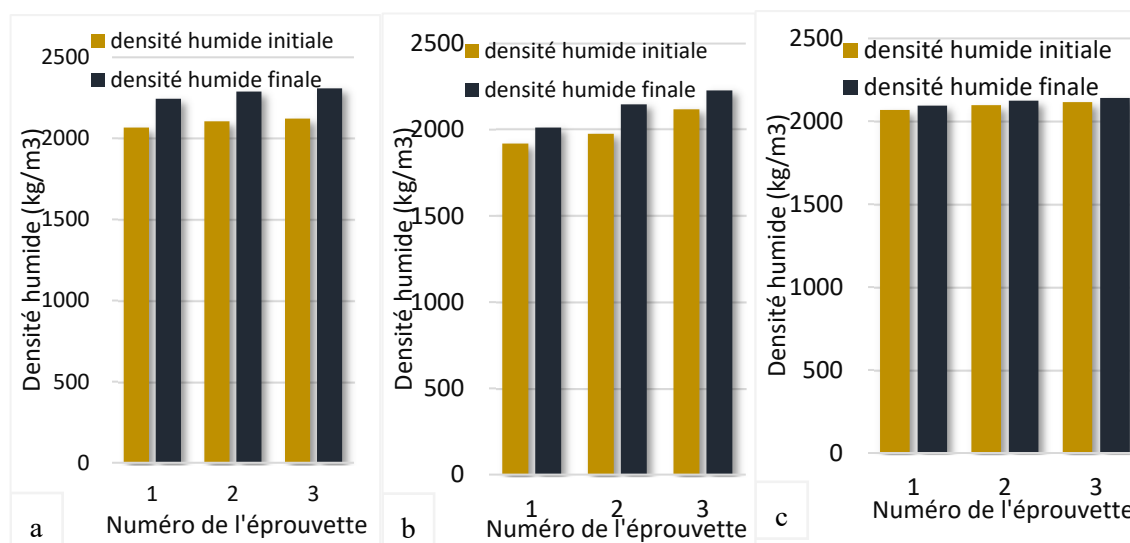 densité humide initiale
densité humide finale
2500
2000
1500
1000
500
0
Densité humide (kg/m3)
1 2 3
Numéro de l'éprouvette
a
densité humide initiale
densité humide finale
2500
2000
1500
1000
500
0
Densité humide (kg/m3)
1 2 3
Numéro de l'éprouvette
b
densité humide initiale
densité humide finale
2500
2000
1500
1000
500
0
Densité humide (kg/m3)
1 2 3
Numéro de l'éprouvette
c